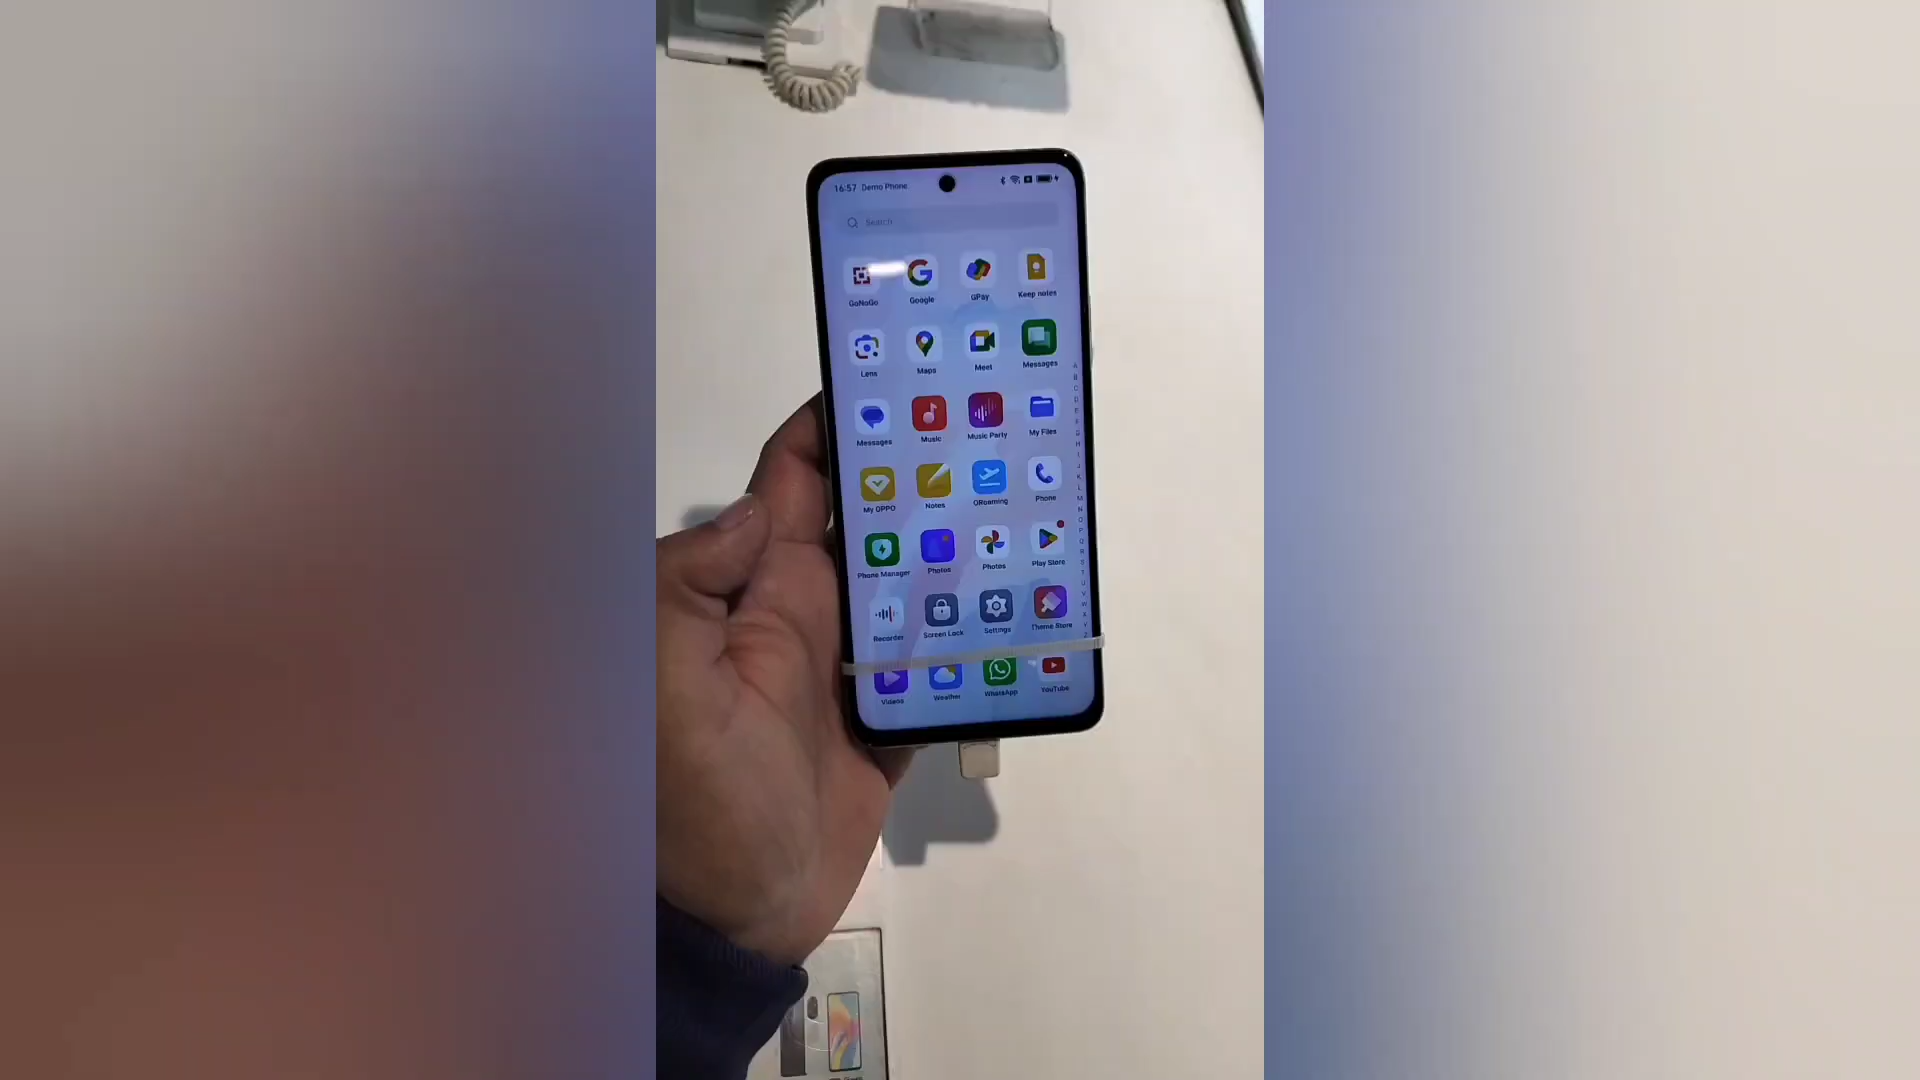 16:57 Demo Phone
Search
GoNoGo Google GPay Keep notes
Lens Maps Meet Messages
Messages Music Music Party My Files
My OPPO Notes ORoaming Phone
Phone Manager Photos Photos Play Store
Recorder Screen Lock Settings Theme Store
Videos Weather WhatsApp YouTube